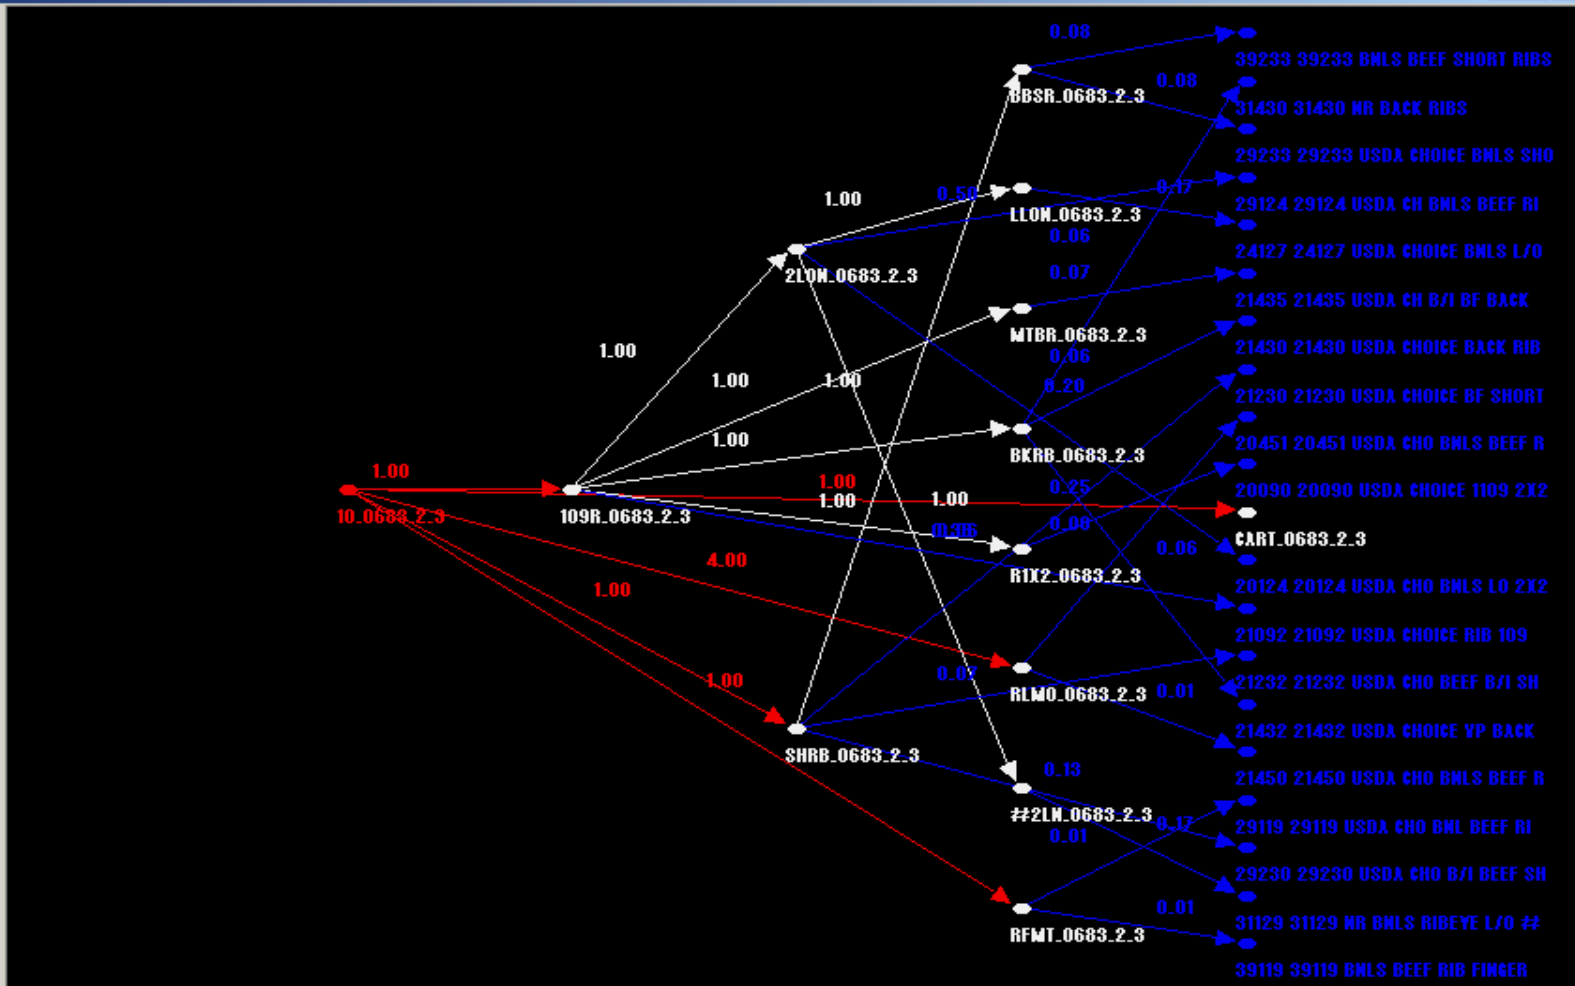 0.08
39233 39233 BNLS BEEF SHORT RIBS
0.08
BBSR_0683_2_3
31430 31430 NR BACK RIBS
29233 29233 USDA CHOICE BNLS SHO
1.00
0.50
0.17
LLON_0683_2_3
29124 29124 USDA CH BNLS BEEF RI
0.06
24127 24127 USDA CHOICE BNLS L/O
2LON_0683_2_3
0.07
21435 21435 USDA CH B/I BF BACK
MTBR_0683_2_3
1.00
21430 21430 USDA CHOICE BACK RIB
0.06
1.00
1.00
0.20
21230 21230 USDA CHOICE BF SHORT
1.00
20451 20451 USDA CHO BNLS BEEF R
BKRB_0683_2_3
1.00
1.00
0.25
20090 20090 USDA CHOICE 1109 2X2
1.00
1.00
10_0683_2_3
109R_0683_2_3
CART_0683_2_3
0.06
4.00
R1X2_0683_2_3
20124 20124 USDA CHO BNLS LO 2X2
1.00
21092 21092 USDA CHOICE RIB 109
1.00
0.07
RLMO_0683_2_3
0.01
21232 21232 USDA CHO BEEF B/I SH
21432 21432 USDA CHOICE VP BACK
SHRB_0683_2_3
0.13
21450 21450 USDA CHO BNLS BEEF R
##2LN_0683_2_3
0.17
29119 29119 USDA CHO BNL BEEF RI
0.01
29230 29230 USDA CHO B/I BEEF SH
0.01
31129 31129 NR BNLS RIBEYE L/O ##
RFMT_0683_2_3
39119 39119 BNLS BEEF RIB FINGER